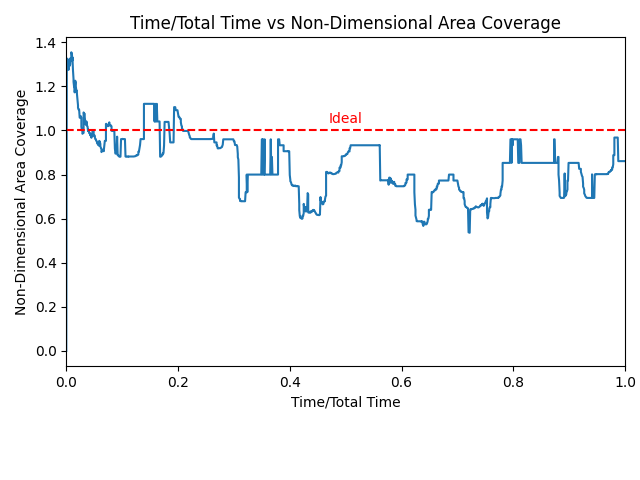 Time/Total Time vs Non-Dimensional Area Coverage
Non-Dimensional Area Coverage
1.4
1.2
1.0
0.8
0.6
0.4
0.2
0.0
Ideal
0.0 0.2 0.4 0.6 0.8 1.0
Time/Total Time